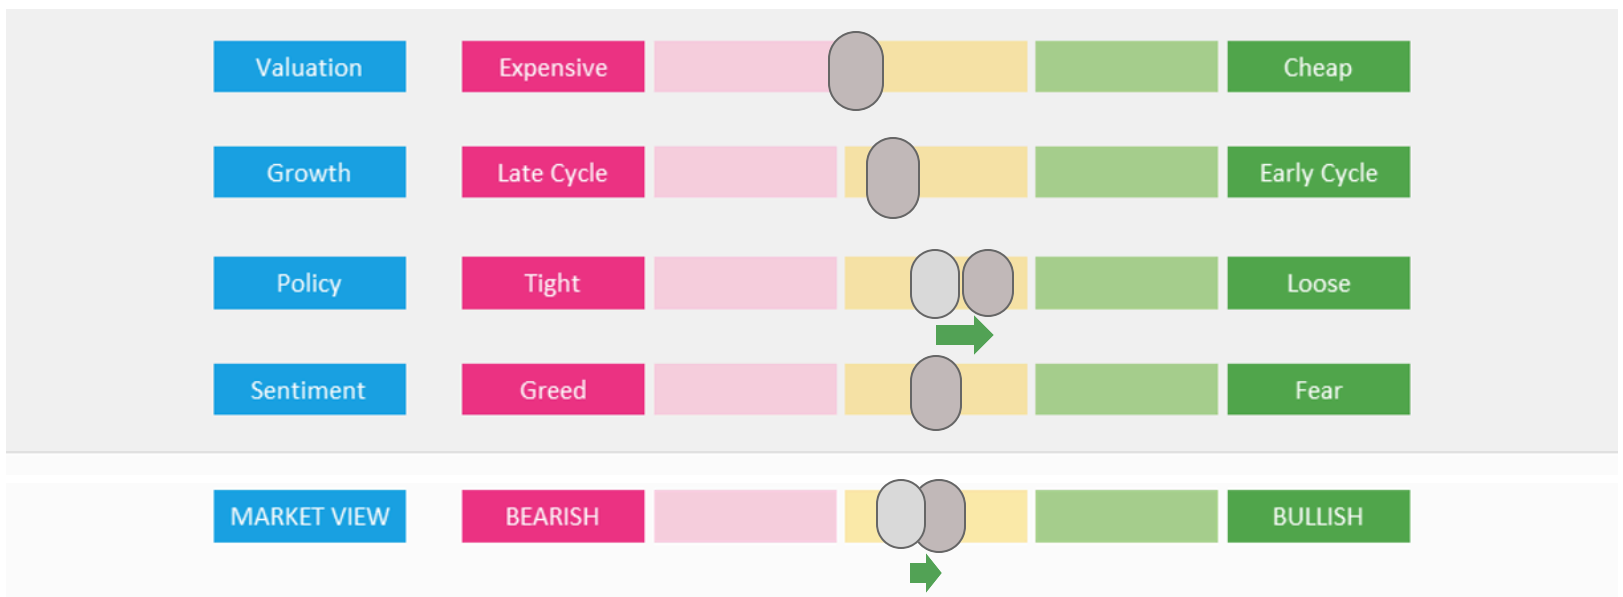 Valuation Expensive Cheap
Growth Late Cycle Early Cycle
Policy Tight Loose
Sentiment Greed Fear
MARKET VIEW BEARISH BULLISH